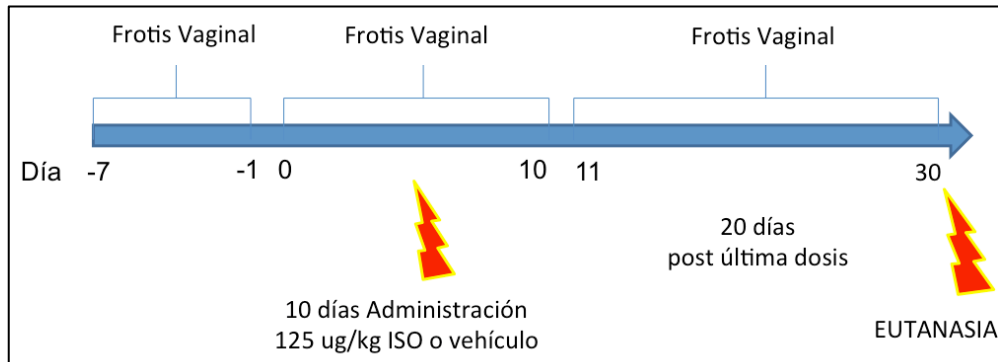 Frotis Vaginal
Frotis Vaginal
Frotis Vaginal
Día -7 -1 0 10 11 30
10 días Administración
125 ug/kg ISO o vehículo
20 días
post última dosis
EUTANASIA